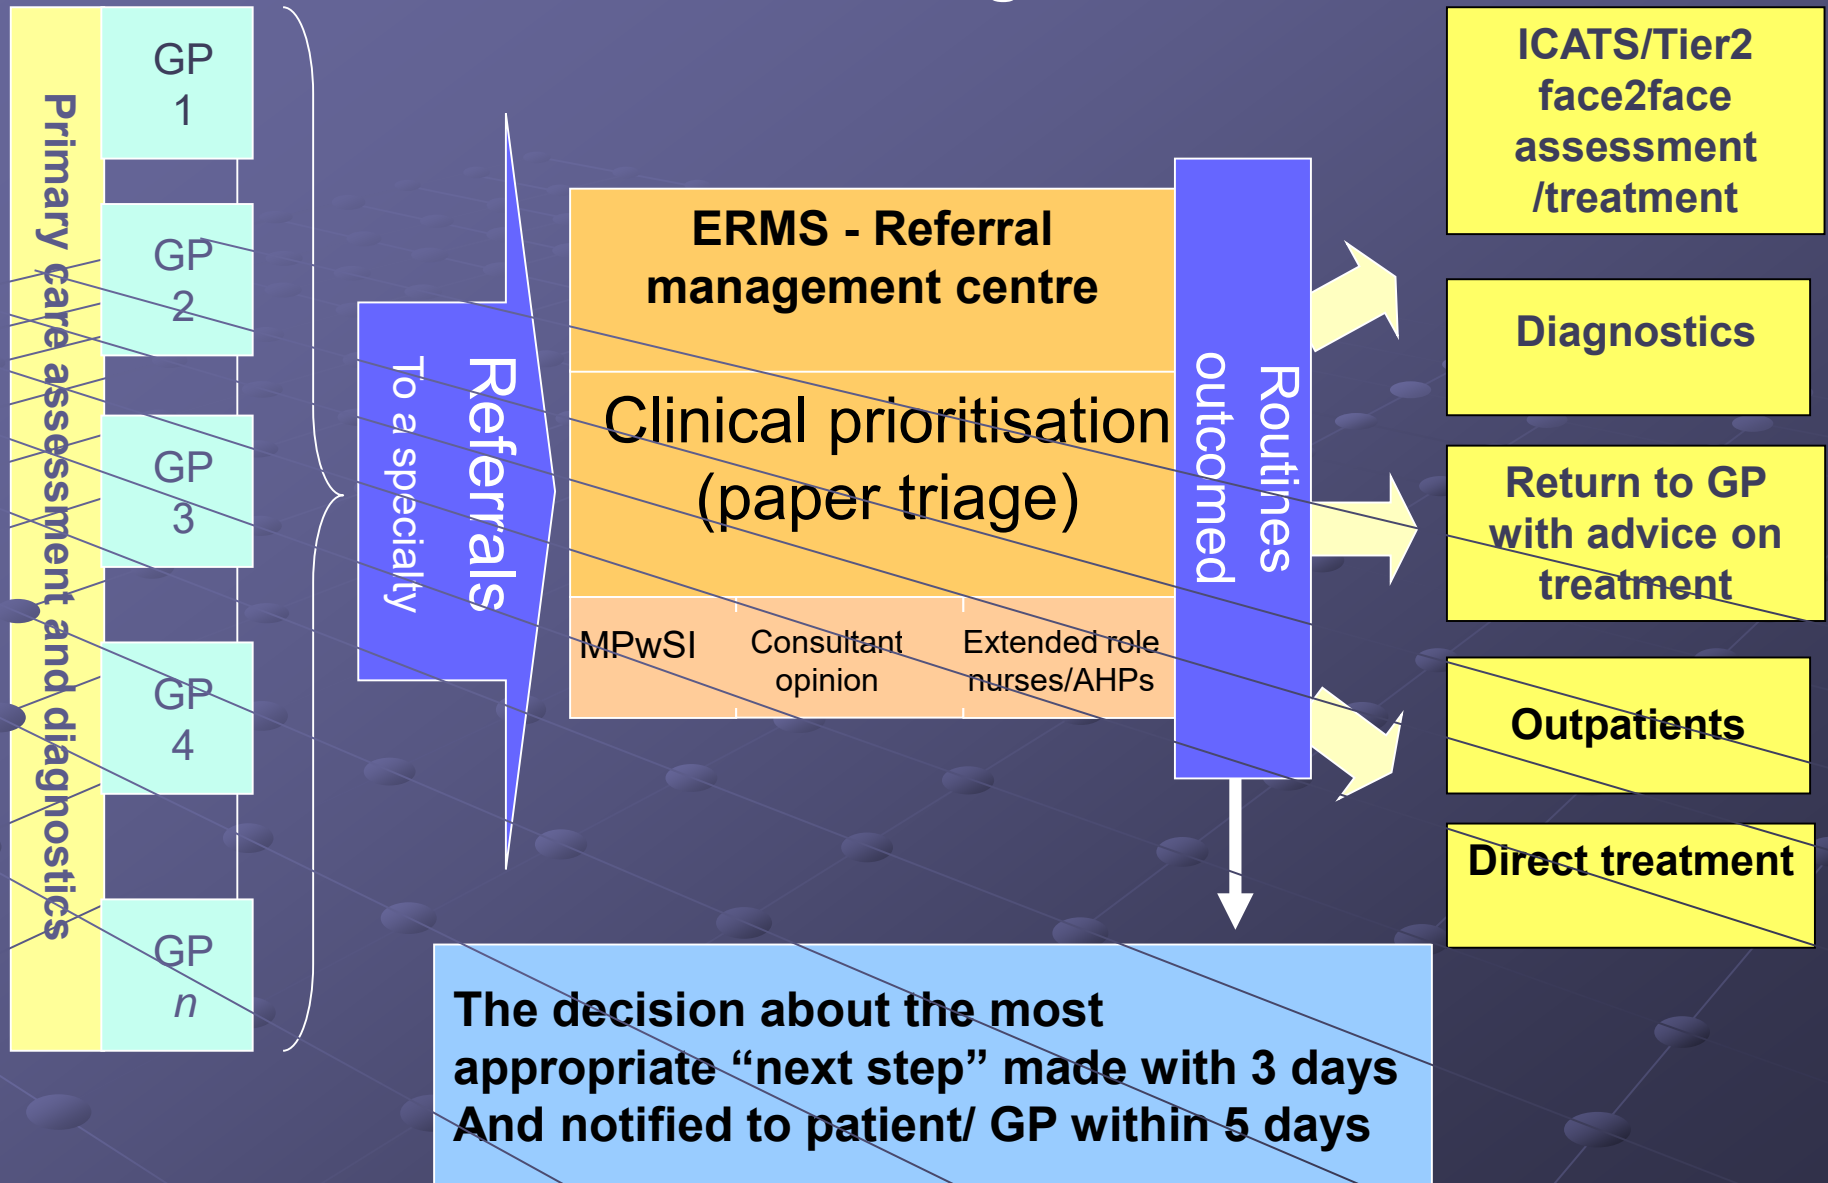 Primary care assessment and diagnostics
GP
1
GP
2
GP
3
GP
4
GP
n
Referrals
To a specialty
ERMS - Referral
management centre
Clinical prioritisation
(paper triage)
MPwSI
Consultant
opinion
Extended role
nurses/AHPs
Routines
outcomed
ICATS/Tier2
face2face
assessment
/treatment
Diagnostics
Return to GP
with advice on
treatment
Outpatients
Direct treatment
The decision about the most
appropriate “next step” made with 3 days
And notified to patient/ GP within 5 days